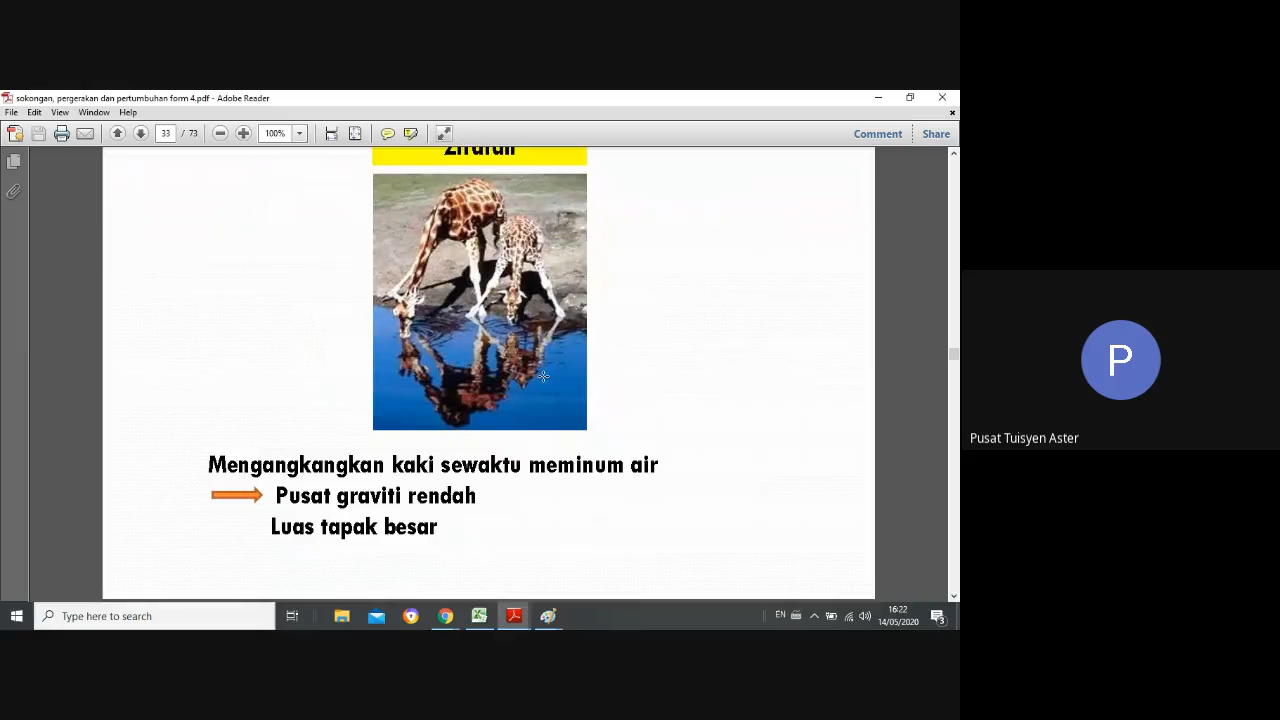 sokongan, pergerakan dan pertumbuhan form 4.pdf - Adobe Reader
File Edit View Window Help
33 / 73 100% Comment Share
Zirafah
Mengangkangkan kaki sewaktu meminum air
Pusat graviti rendah
Luas tapak besar
P
Pusat Tuisyen Aster
Type here to search
EN
16:22
14/05/2020
3